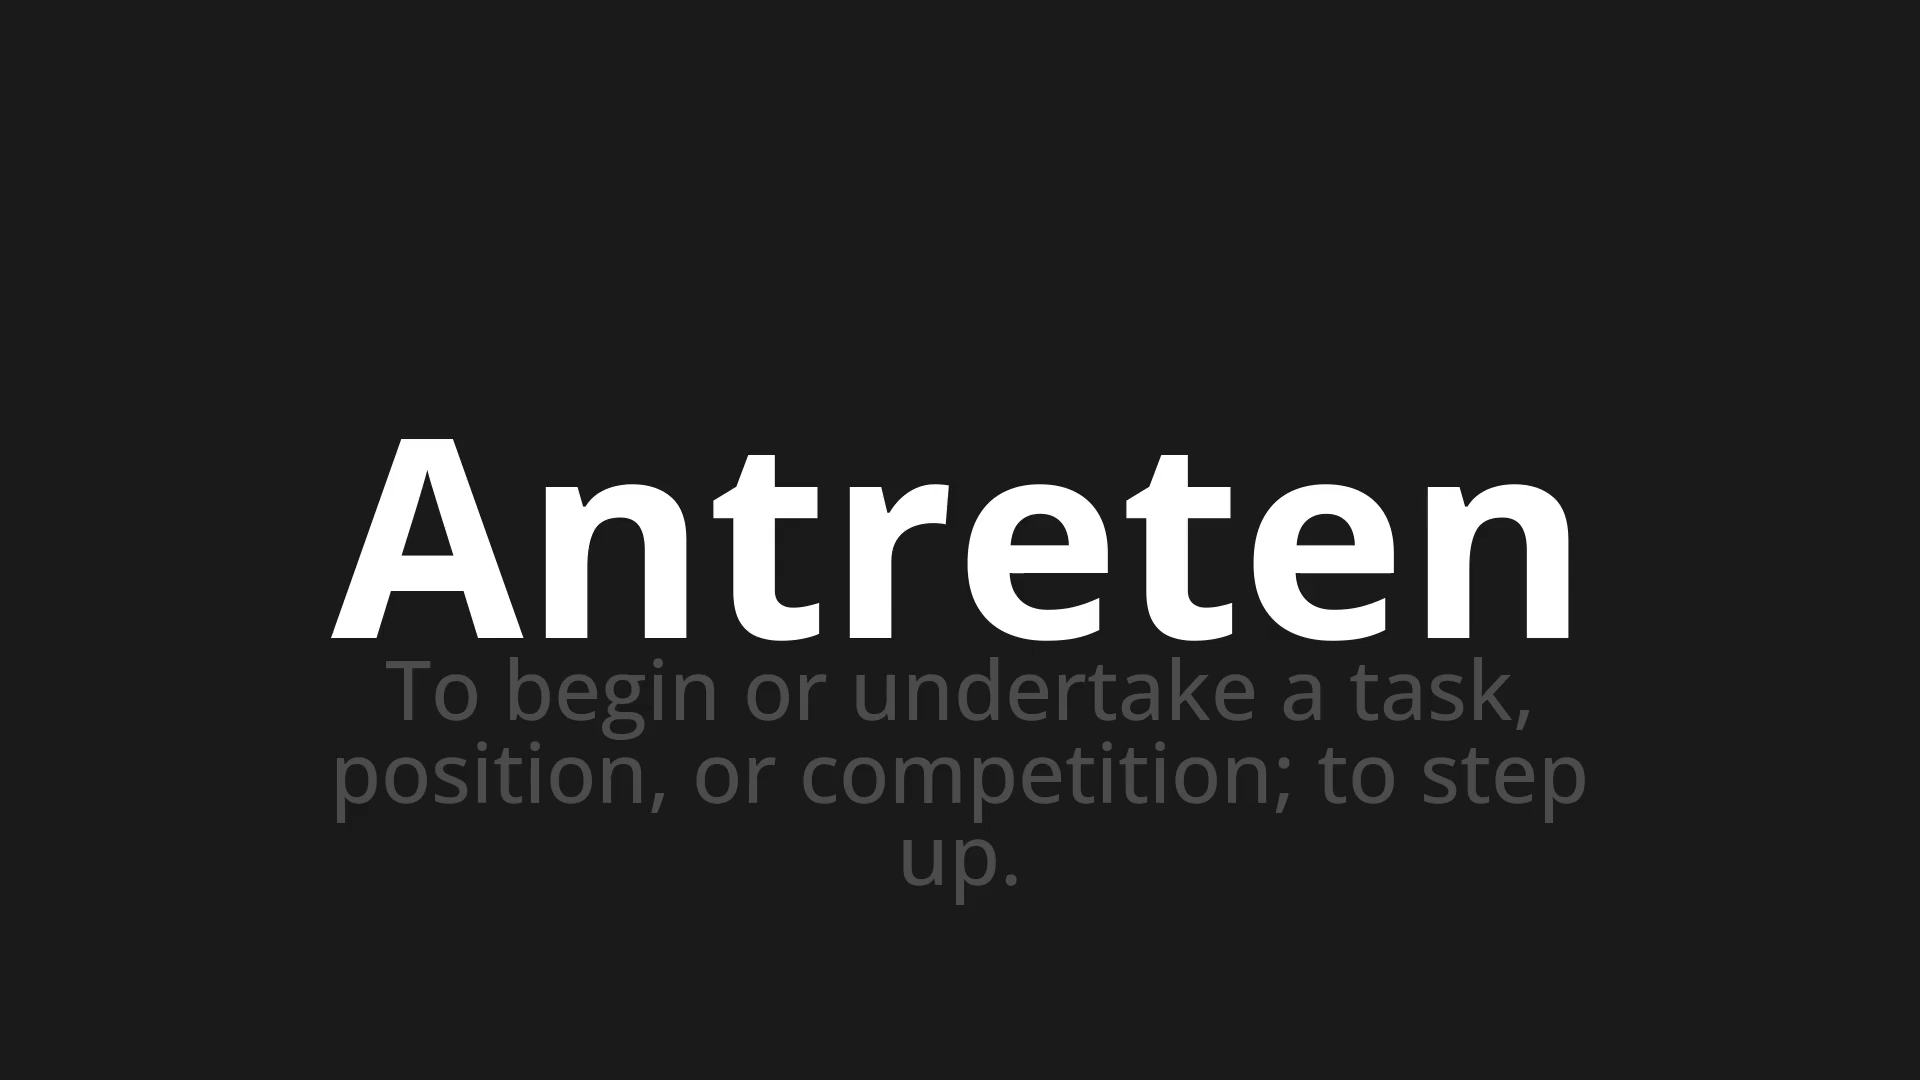 Antreten
To begin or undertake a task,
position, or competition; to step
up.